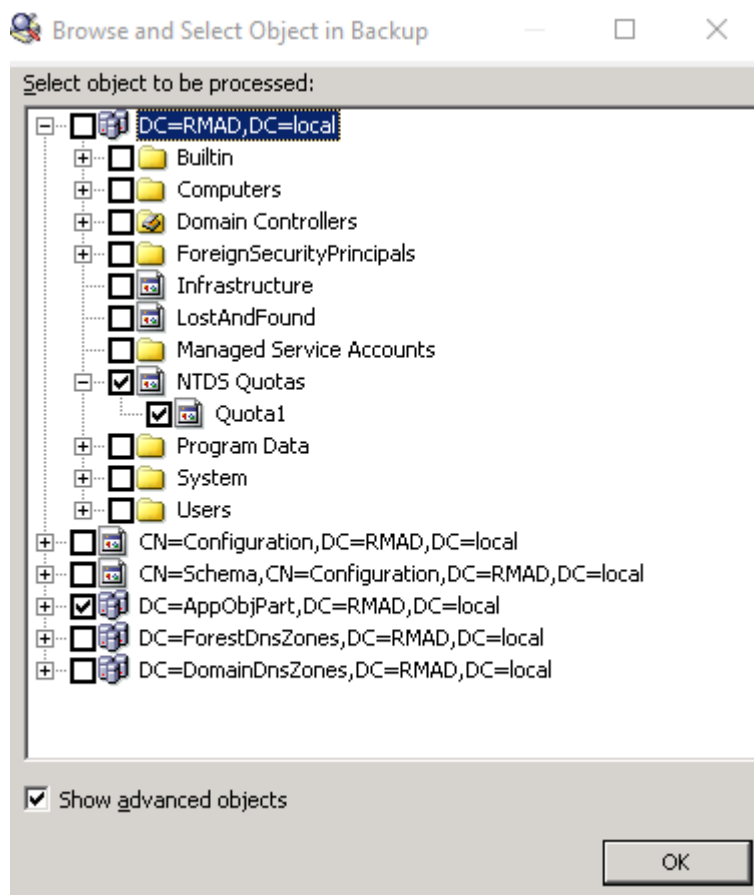 Browse and Select Object in Backup
Select object to be processed:
DC=RMAD,DC=local
Builtin
Computers
Domain Controllers
ForeignSecurityPrincipals
Infrastructure
LostAndFound
Managed Service Accounts
NTDS Quotas
Quota1
Program Data
System
Users
CN=Configuration,DC=RMAD,DC=local
CN=Schema,CN=Configuration,DC=RMAD,DC=local
DC=AppObjPart,DC=RMAD,DC=local
DC=ForestDnsZones,DC=RMAD,DC=local
DC=DomainDnsZones,DC=RMAD,DC=local
Show advanced objects
OK